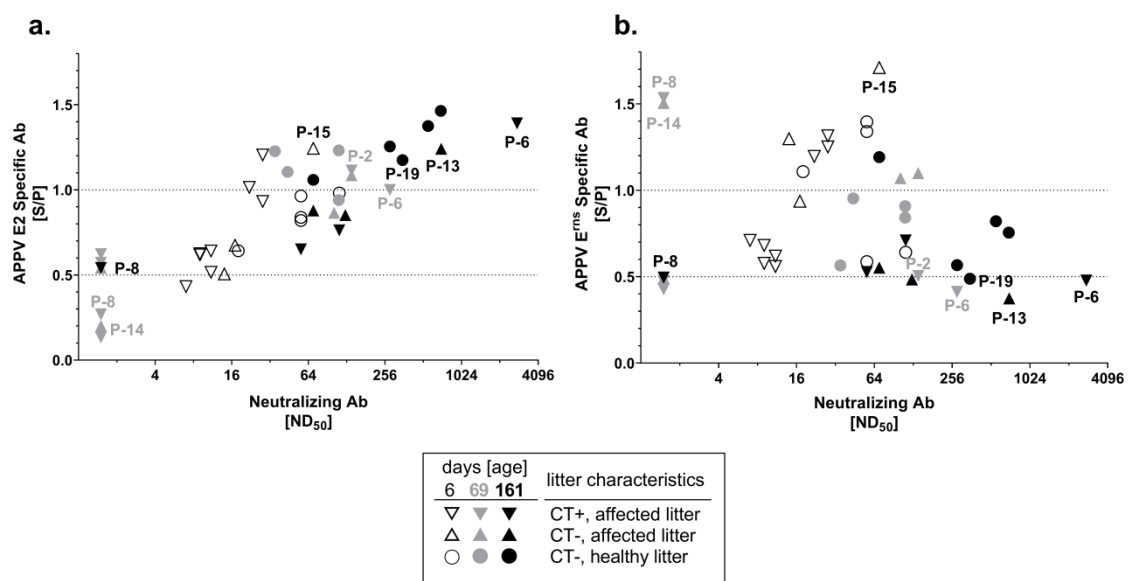 a.
APPV E2 Specific Ab
[S/P]
1.5
1.0
0.5
0.0
P-15
P-2
P-6
P-13
P-19
P-6
P-8
P-8
P-14
4
16
64
256
1024
4096
Neutralizing Ab
[ND50]
b.
APPV Erns Specific Ab
[S/P]
1.5
1.0
0.5
0.0
P-8
P-14
P-15
P-8
P-2
P-19
P-6
P-6
P-13
4
16
64
256
1024
4096
Neutralizing Ab
[ND50]
days [age]
litter characteristics
6 69 161
CT+, affected litter
CT-, affected litter
CT-, healthy litter